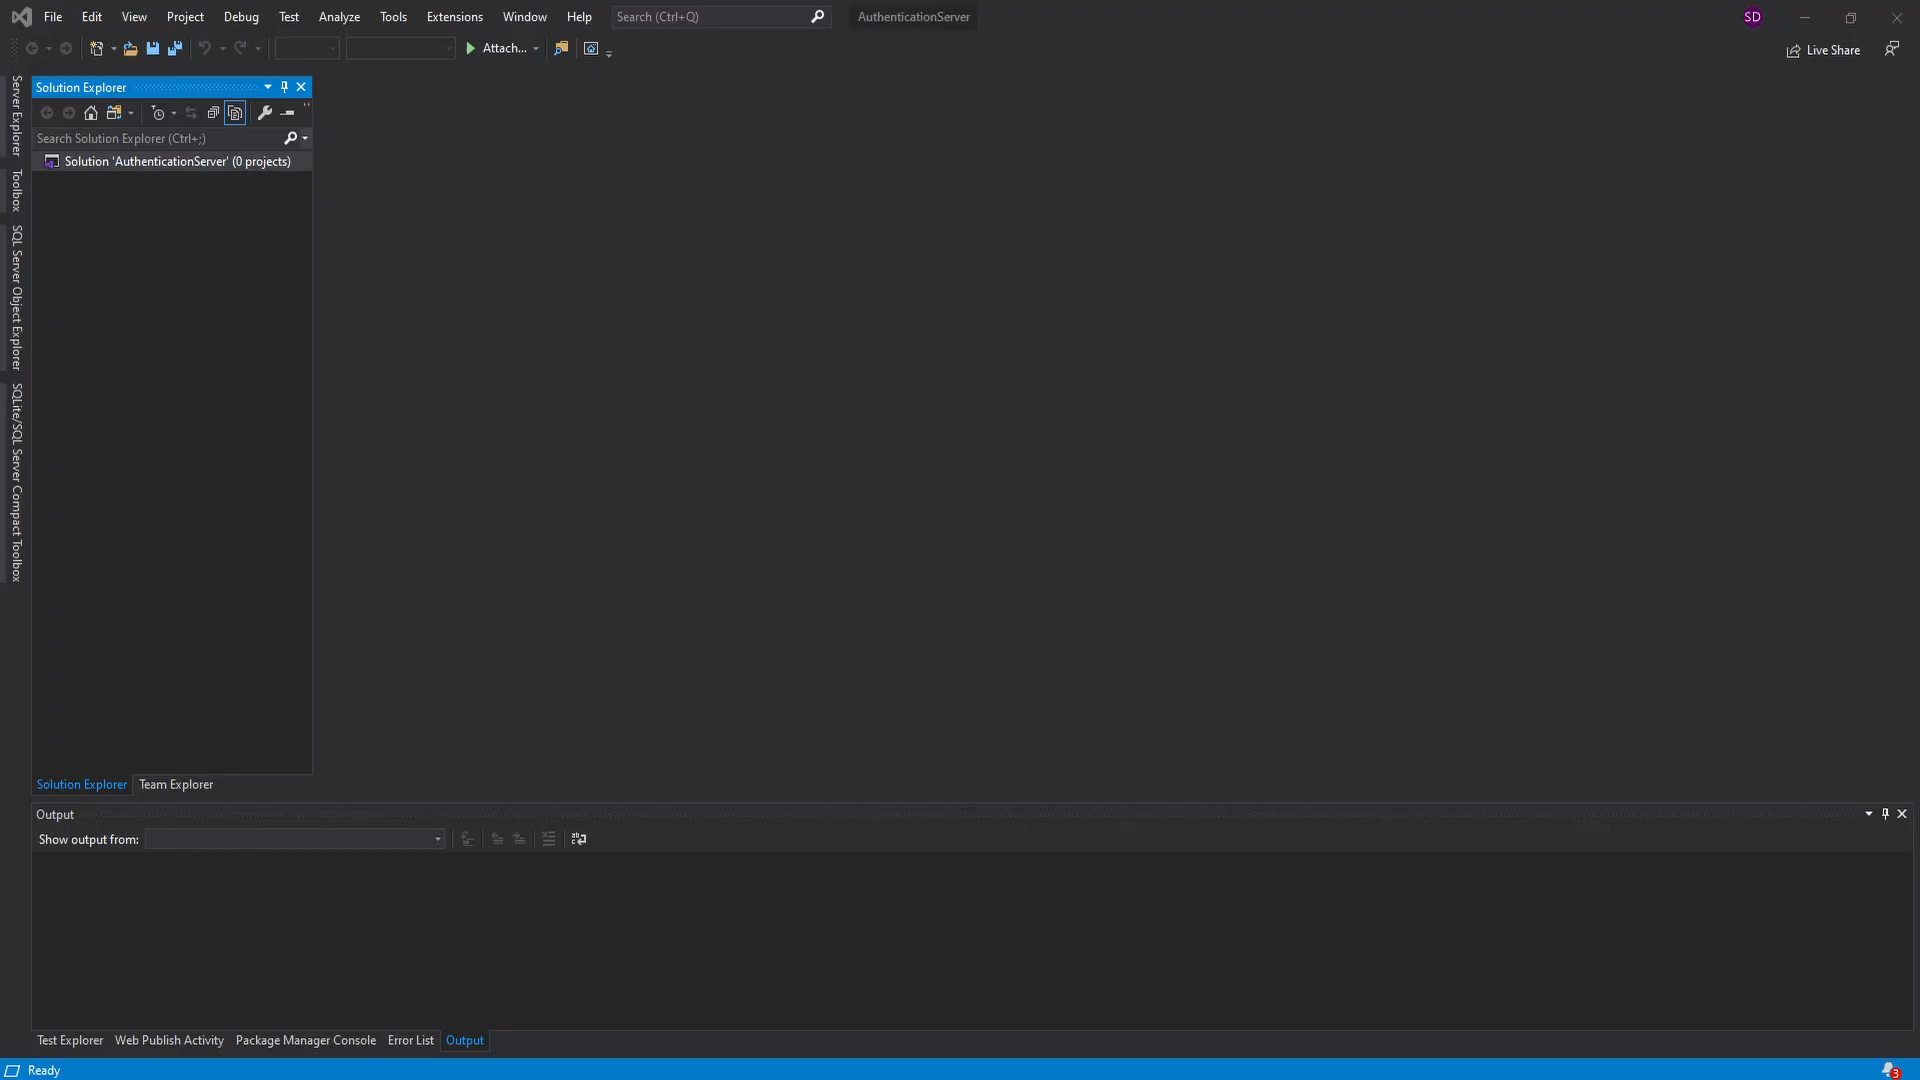 File Edit View Project Debug Test Analyze Tools Extensions Window Help Search (Ctrl+Q) AuthenticationServer SD
Attach... Live Share
Server Explorer
Toolbox
SQL Server Object Explorer
SQLite/SQL Server Compact Toolbox
Solution Explorer
Search Solution Explorer (Ctrl+;)
Solution 'AuthenticationServer' (0 projects)
Solution Explorer Team Explorer
Output
Show output from:
Test Explorer Web Publish Activity Package Manager Console Error List Output
Ready 3